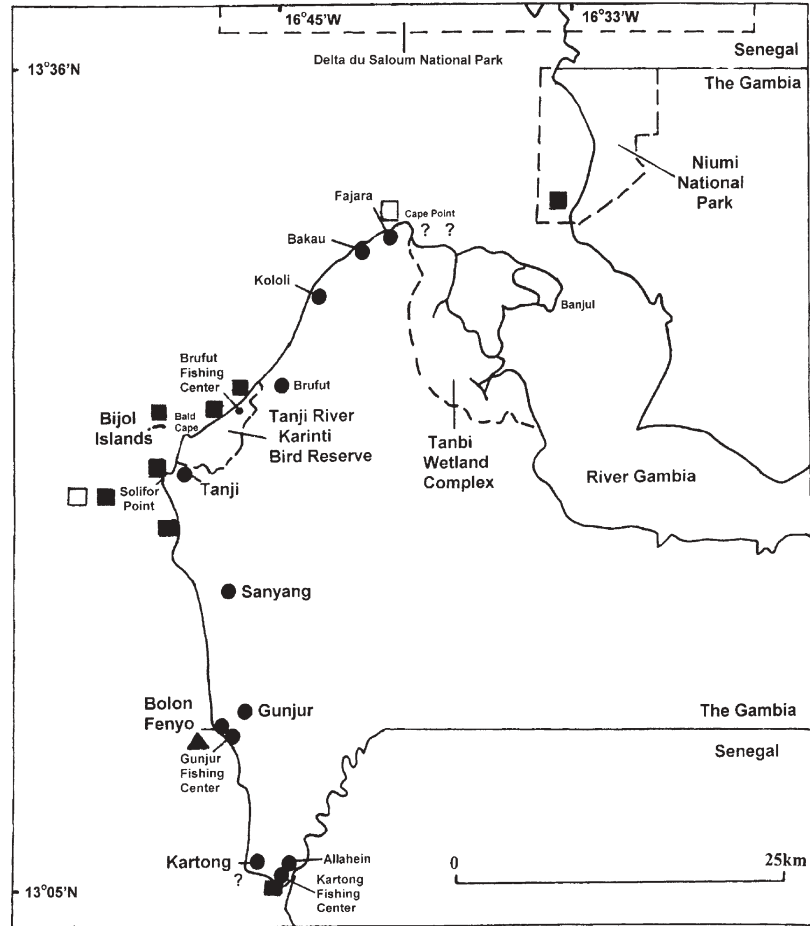 16°45'W
16°33'W
Delta du Saloum National Park
Senegal
13°36'N
The Gambia
Niumi
National
Park
Fajara
Cape Point
? ?
Bakau
Kololi
Banjul
Brufut
Fishing
Center
Brufut
Bijol
Islands
Bald
Cape
Tanji River
Karinti
Bird Reserve
Tanbi
Wetland
Complex
River Gambia
Tanji
Solifor
Point
Sanyang
Bolon
Fenyo
Gunjur
Gunjur
Fishing
Center
The Gambia
Senegal
Kartong
?
Allahein
Kartong
Fishing
Center
0
25km
13°05'N